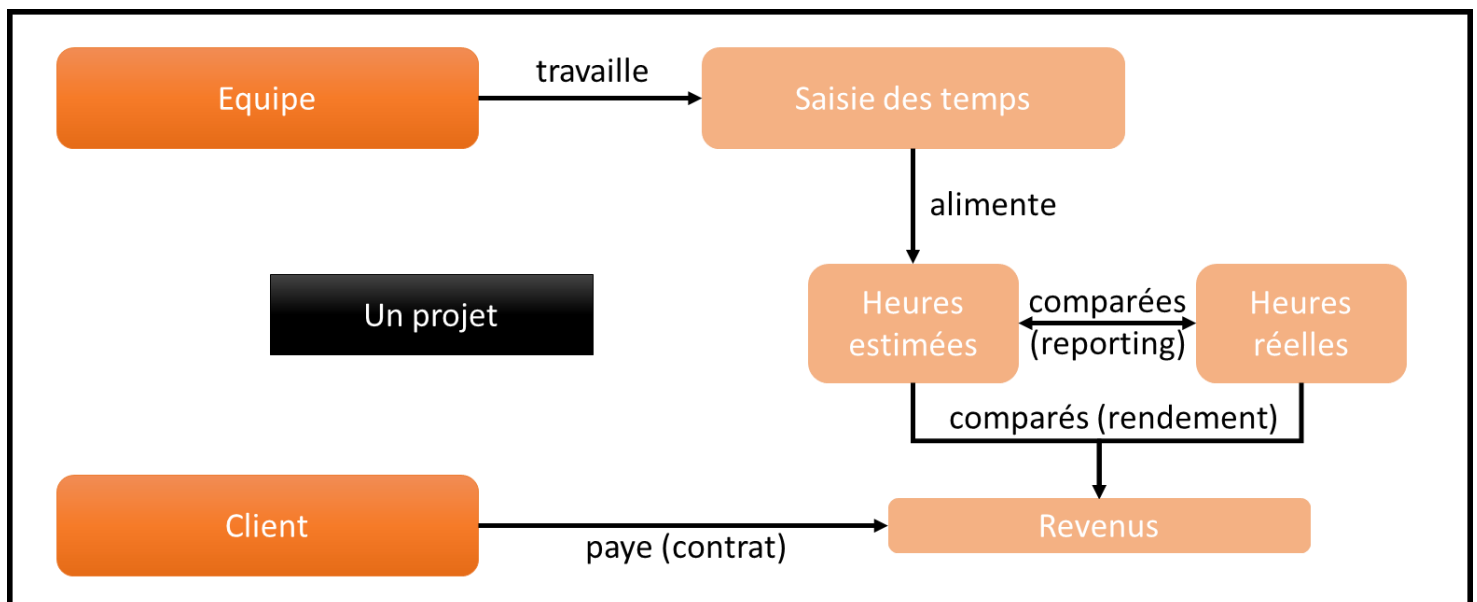 Equipe
travaille
Saisie des temps
alimente
Un projet
Heures
estimées
comparées
(reporting)
Heures
réelles
comparés (rendement)
Client
paye (contrat)
Revenus